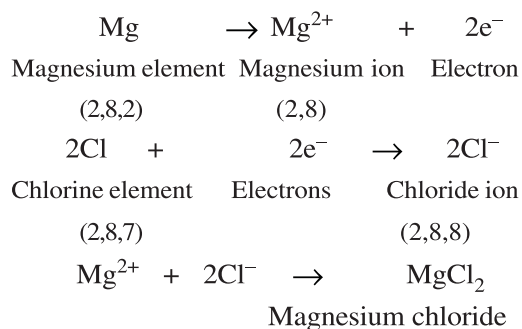 Mg → Mg²⁺ + 2e⁻
Magnesium element Magnesium ion Electron
(2,8,2) (2,8)
2Cl + 2e⁻ → 2Cl⁻
Chlorine element Electrons Chloride ion
(2,8,7) (2,8,8)
Mg²⁺ + 2Cl⁻ → MgCl₂
Magnesium chloride